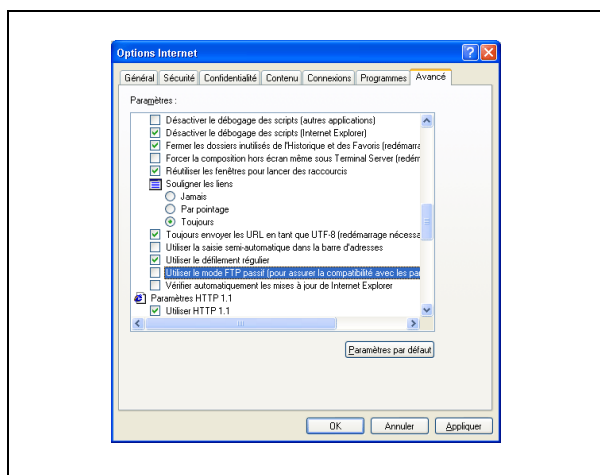 Options Internet
Général Sécurité Confidentialité Contenu Connexions Programmes Avancé
Paramètres :
Désactiver le débogage des scripts (autres applications)
Désactiver le débogage des scripts (Internet Explorer)
Fermer les dossiers inutilisés de l'Historique et des Favoris (redémarra
Forcer la composition hors écran même sous Terminal Server (redém
Réutiliser les fenêtres pour lancer des raccourcis
Souligner les liens
Jamais
Par pointage
Toujours
Toujours envoyer les URL en tant que UTF-8 (redémarrage nécessa
Utiliser la saisie semi-automatique dans la barre d'adresses
Utiliser le défilement régulier
Utiliser le mode FTP passif (pour assurer la compatibilité avec les pa
Vérifier automatiquement les mises à jour de Internet Explorer
Paramètres HTTP 1.1
Utiliser HTTP 1.1
Paramètres par défaut
OK Annuler Appliquer